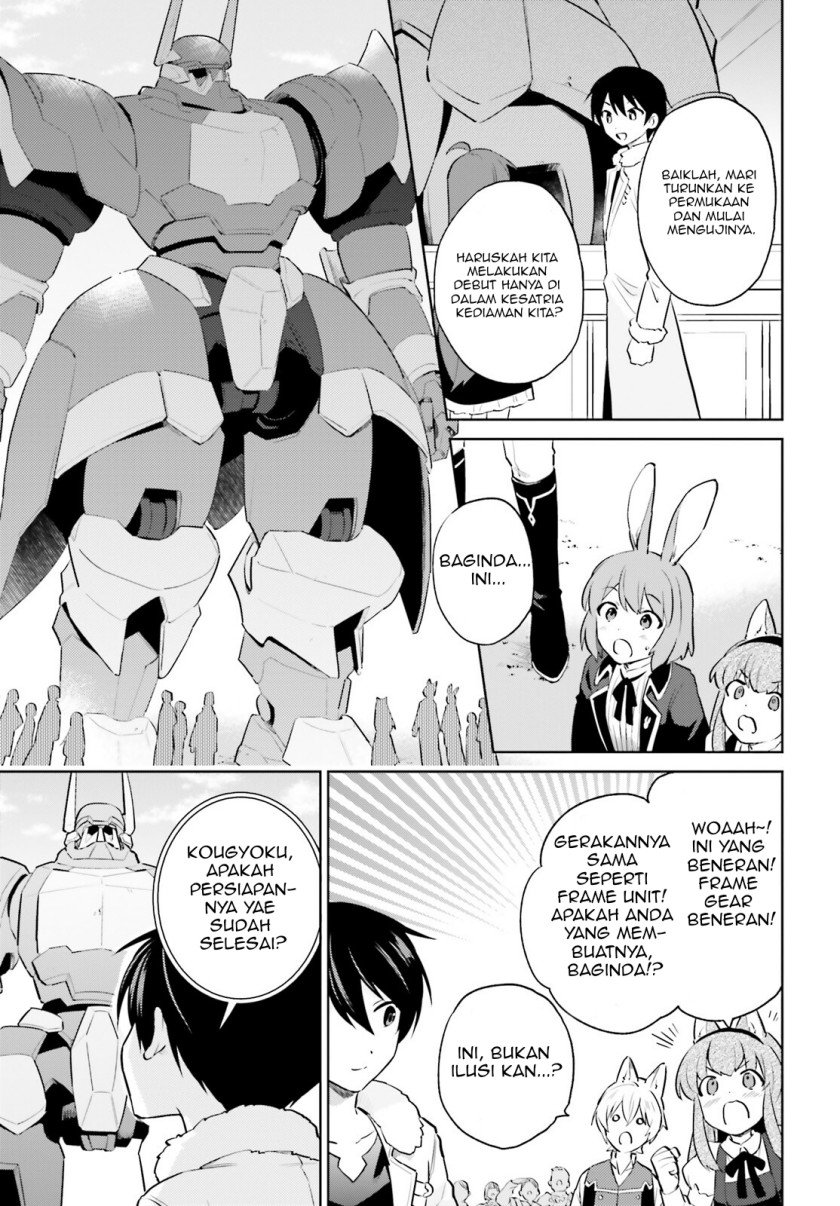 BAIKLAH, MARI
TURUNKAN KE
PERMUKAAN
DAN MULAI
MENGUJINYA.
HARUSKAH KITA
MELAKUKAN
DEBUT HANYA DI
DALAM KESATRIA
KEDIAMAN KITA?
BAGINDA...
INI...
WOAAH~!
INI YANG
BENERAN!
FRAME
GEAR
BENERAN!
GERAKANNYA
SAMA
SEPERTI
FRAME UNIT!
APAKAH ANDA
YANG MEM-
BUATNYA,
BAGINDA!?
INI, BUKAN
ILUSI KAN...?
KOUGYOKU,
APAKAH
PERSIAPAN-
NYA YAE
SUDAH
SELESAI?